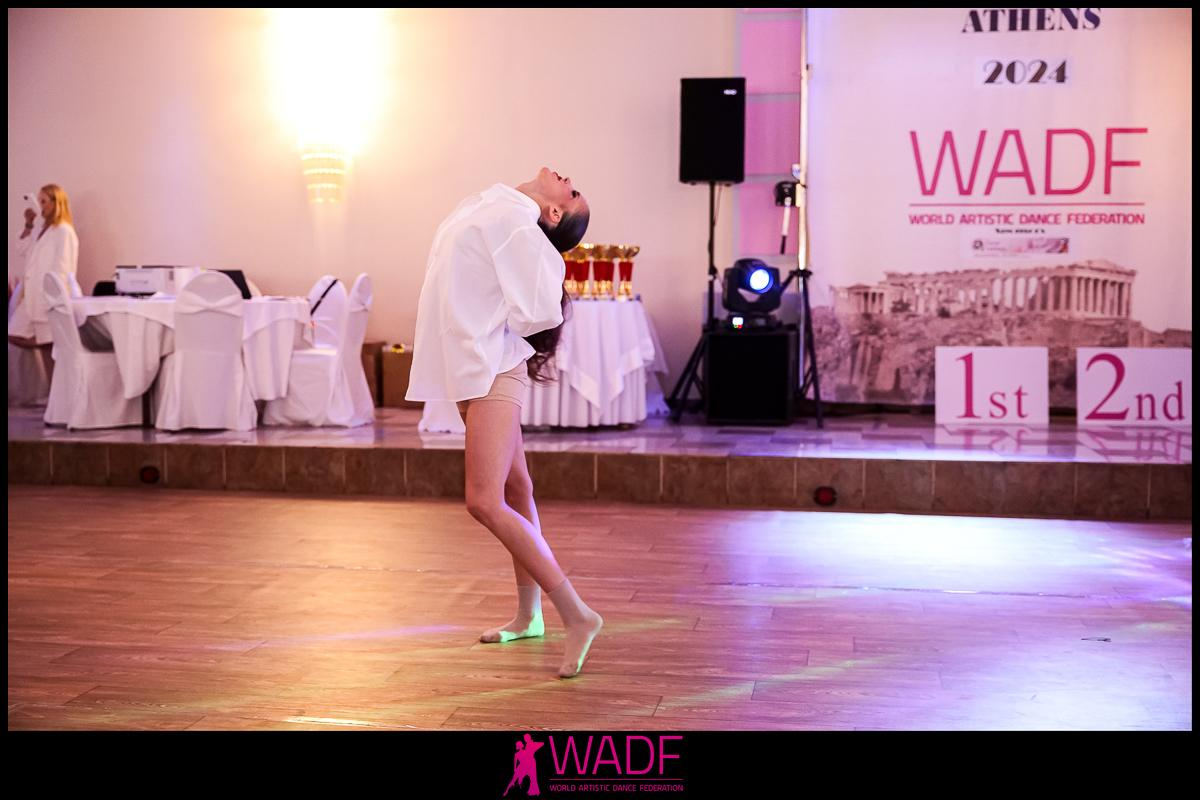 ATHENS
2024
WADF
WORLD ARTISTIC DANCE FEDERATION
1st
2nd
WADF
WORLD ARTISTIC DANCE FEDERATION